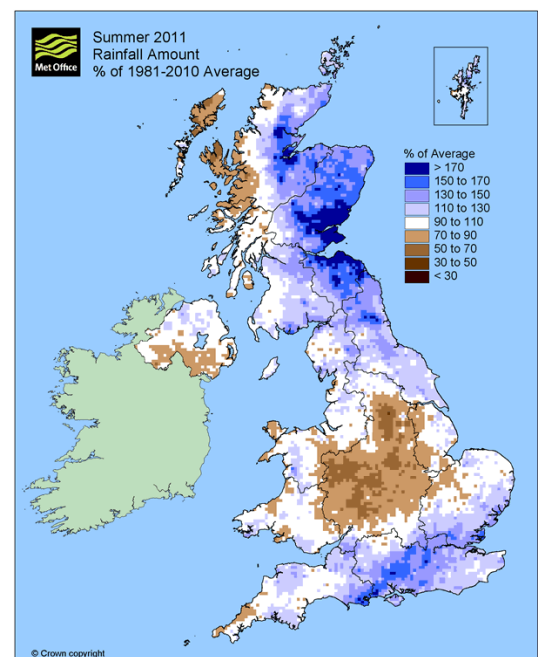 Met Office
Summer 2011
Rainfall Amount
% of 1981-2010 Average
% of Average
> 170
150 to 170
130 to 150
110 to 130
90 to 110
70 to 90
50 to 70
30 to 50
< 30
© Crown copyright